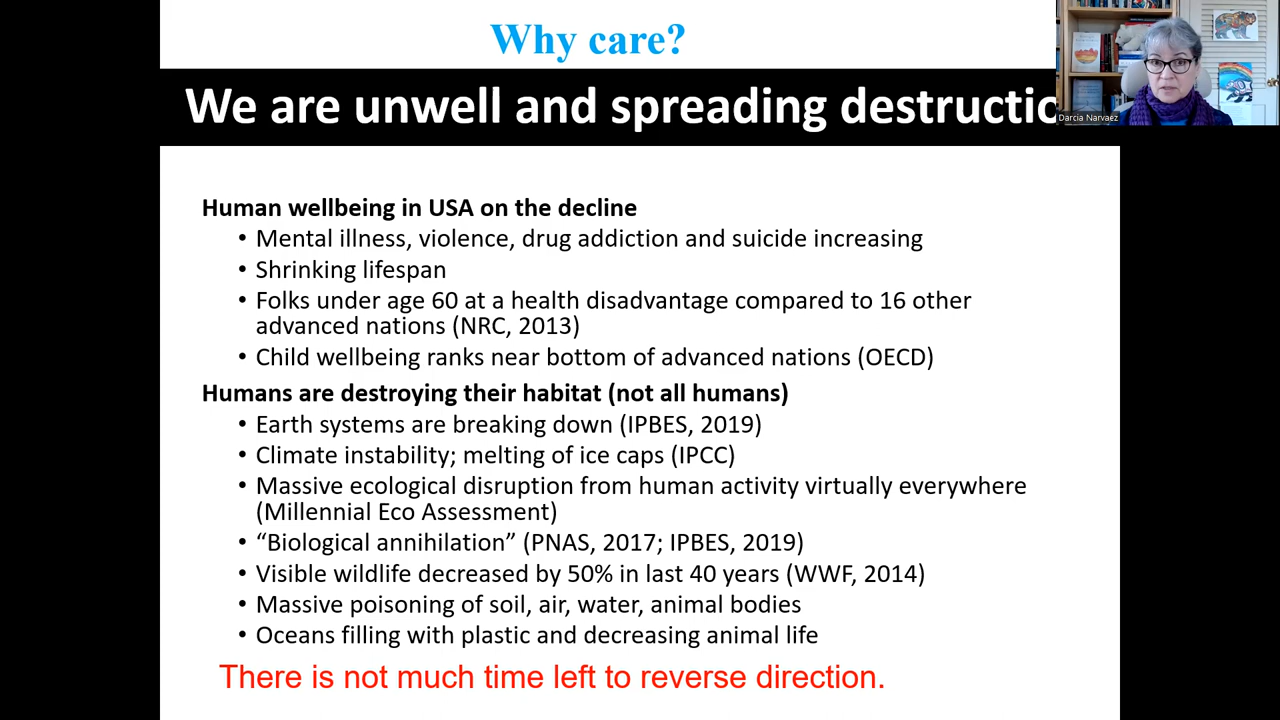 Why care?
We are unwell and spreading destructio
Darcia Narvaez
Human wellbeing in USA on the decline
• Mental illness, violence, drug addiction and suicide increasing
• Shrinking lifespan
• Folks under age 60 at a health disadvantage compared to 16 other
advanced nations (NRC, 2013)
• Child wellbeing ranks near bottom of advanced nations (OECD)
Humans are destroying their habitat (not all humans)
• Earth systems are breaking down (IPBES, 2019)
• Climate instability; melting of ice caps (IPCC)
• Massive ecological disruption from human activity virtually everywhere
(Millennial Eco Assessment)
• “Biological annihilation” (PNAS, 2017; IPBES, 2019)
• Visible wildlife decreased by 50% in last 40 years (WWF, 2014)
• Massive poisoning of soil, air, water, animal bodies
• Oceans filling with plastic and decreasing animal life
There is not much time left to reverse direction.